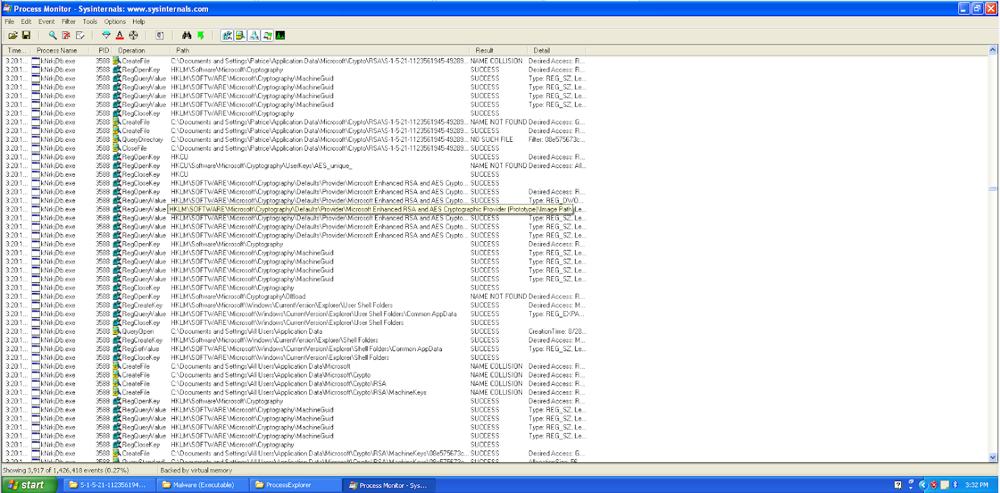 Process Monitor - Sysinternals: www.sysinternals.com
File Edit Event Filter Tools Options Help
Time... Process Name PID Operation Path Result Detail
3:20:1... kNrkjDb.exe 3588 CreateFile C:\Documents and Settings\Patrice\Application Data\Microsoft\Crypto\RSA\S-1-5-21-1123561945-49289... NAME COLLISION Desired Access: R...
3:20:1... kNrkjDb.exe 3588 RegOpenKey HKLM\Software\Microsoft\Cryptography SUCCESS Desired Access: R...
3:20:1... kNrkjDb.exe 3588 RegQueryValue HKLM\SOFTWARE\Microsoft\Cryptography\MachineGuid SUCCESS Type: REG_SZ, Le...
3:20:1... kNrkjDb.exe 3588 RegQueryValue HKLM\SOFTWARE\Microsoft\Cryptography\MachineGuid SUCCESS Type: REG_SZ, Le...
3:20:1... kNrkjDb.exe 3588 RegQueryValue HKLM\SOFTWARE\Microsoft\Cryptography\MachineGuid SUCCESS Type: REG_SZ, Le...
3:20:1... kNrkjDb.exe 3588 RegQueryValue HKLM\SOFTWARE\Microsoft\Cryptography\MachineGuid SUCCESS Type: REG_SZ, Le...
3:20:1... kNrkjDb.exe 3588 RegCloseKey HKLM\SOFTWARE\Microsoft\Cryptography SUCCESS
3:20:1... kNrkjDb.exe 3588 CreateFile C:\Documents and Settings\Patrice\Application Data\Microsoft\Crypto\RSA\S-1-5-21-1123561945-49289... NAME NOT FOUND Desired Access: G...
3:20:1... kNrkjDb.exe 3588 CreateFile C:\Documents and Settings\Patrice\Application Data\Microsoft\Crypto\RSA\S-1-5-21-1123561945-49289... SUCCESS Desired Access: R...
3:20:1... kNrkjDb.exe 3588 QueryDirectory C:\Documents and Settings\Patrice\Application Data\Microsoft\Crypto\RSA\S-1-5-21-1123561945-49289... NO SUCH FILE Filter: 08e575673c...
3:20:1... kNrkjDb.exe 3588 CloseFile C:\Documents and Settings\Patrice\Application Data\Microsoft\Crypto\RSA\S-1-5-21-1123561945-49289... SUCCESS
3:20:1... kNrkjDb.exe 3588 RegOpenKey HKCU SUCCESS Desired Access: R...
3:20:1... kNrkjDb.exe 3588 RegOpenKey HKCU\Software\Microsoft\Cryptography\UserKeys\AES_unique_ NAME NOT FOUND Desired Access: All...
3:20:1... kNrkjDb.exe 3588 RegCloseKey HKCU SUCCESS
3:20:1... kNrkjDb.exe 3588 RegCloseKey HKLM\SOFTWARE\Microsoft\Cryptography\Defaults\Provider\Microsoft Enhanced RSA and AES Crypto... SUCCESS
3:20:1... kNrkjDb.exe 3588 RegOpenKey HKLM\SOFTWARE\Microsoft\Cryptography\Defaults\Provider\Microsoft Enhanced RSA and AES Crypto... SUCCESS Desired Access: R...
3:20:1... kNrkjDb.exe 3588 RegQueryValue HKLM\SOFTWARE\Microsoft\Cryptography\Defaults\Provider\Microsoft Enhanced RSA and AES Crypto... SUCCESS Type: REG_DWO...
3:20:1... kNrkjDb.exe 3588 RegQueryValue HKLM\SOFTWARE\Microsoft\Cryptography\Defaults\Provider\Microsoft Enhanced RSA and AES Cryptographic Provider (Prototype)\Image Path Le...
3:20:1... kNrkjDb.exe 3588 RegQueryValue HKLM\SOFTWARE\Microsoft\Cryptography\Defaults\Provider\Microsoft Enhanced RSA and AES Crypto... SUCCESS Type: REG_SZ, Le...
3:20:1... kNrkjDb.exe 3588 RegQueryValue HKLM\SOFTWARE\Microsoft\Cryptography\Defaults\Provider\Microsoft Enhanced RSA and AES Crypto... SUCCESS Type: REG_SZ, Le...
3:20:1... kNrkjDb.exe 3588 RegQueryValue HKLM\SOFTWARE\Microsoft\Cryptography\Defaults\Provider\Microsoft Enhanced RSA and AES Crypto... SUCCESS Type: REG_SZ, Le...
3:20:1... kNrkjDb.exe 3588 RegOpenKey HKLM\Software\Microsoft\Cryptography SUCCESS Desired Access: R...
3:20:1... kNrkjDb.exe 3588 RegQueryValue HKLM\SOFTWARE\Microsoft\Cryptography\MachineGuid SUCCESS Type: REG_SZ, Le...
3:20:1... kNrkjDb.exe 3588 RegQueryValue HKLM\SOFTWARE\Microsoft\Cryptography\MachineGuid SUCCESS Type: REG_SZ, Le...
3:20:1... kNrkjDb.exe 3588 RegQueryValue HKLM\SOFTWARE\Microsoft\Cryptography\MachineGuid SUCCESS Type: REG_SZ, Le...
3:20:1... kNrkjDb.exe 3588 RegQueryValue HKLM\SOFTWARE\Microsoft\Cryptography\MachineGuid SUCCESS Type: REG_SZ, Le...
3:20:1... kNrkjDb.exe 3588 RegCloseKey HKLM\SOFTWARE\Microsoft\Cryptography SUCCESS
3:20:1... kNrkjDb.exe 3588 RegOpenKey HKLM\Software\Microsoft\Cryptography\Offload NAME NOT FOUND Desired Access: R...
3:20:1... kNrkjDb.exe 3588 RegCreateKey HKLM\Software\Microsoft\Windows\CurrentVersion\Explorer\User Shell Folders SUCCESS Desired Access: M...
3:20:1... kNrkjDb.exe 3588 RegQueryValue HKLM\SOFTWARE\Microsoft\Windows\CurrentVersion\Explorer\User Shell Folders\Common AppData SUCCESS Type: REG_EXPA...
3:20:1... kNrkjDb.exe 3588 RegCloseKey HKLM\SOFTWARE\Microsoft\Windows\CurrentVersion\Explorer\User Shell Folders SUCCESS
3:20:1... kNrkjDb.exe 3588 QueryOpen C:\Documents and Settings\All Users\Application Data SUCCESS CreationTime: 8/28...
3:20:1... kNrkjDb.exe 3588 RegCreateKey HKLM\Software\Microsoft\Windows\CurrentVersion\Explorer\Shell Folders SUCCESS Desired Access: M...
3:20:1... kNrkjDb.exe 3588 RegSetValue HKLM\SOFTWARE\Microsoft\Windows\CurrentVersion\Explorer\Shell Folders\Common AppData SUCCESS Type: REG_SZ, Le...
3:20:1... kNrkjDb.exe 3588 RegCloseKey HKLM\SOFTWARE\Microsoft\Windows\CurrentVersion\Explorer\Shell Folders SUCCESS
3:20:1... kNrkjDb.exe 3588 CreateFile C:\Documents and Settings\All Users\Application Data\Microsoft NAME COLLISION Desired Access: R...
3:20:1... kNrkjDb.exe 3588 CreateFile C:\Documents and Settings\All Users\Application Data\Microsoft\Crypto NAME COLLISION Desired Access: R...
3:20:1... kNrkjDb.exe 3588 CreateFile C:\Documents and Settings\All Users\Application Data\Microsoft\Crypto\RSA NAME COLLISION Desired Access: R...
3:20:1... kNrkjDb.exe 3588 CreateFile C:\Documents and Settings\All Users\Application Data\Microsoft\Crypto\RSA\MachineKeys NAME COLLISION Desired Access: R...
3:20:1... kNrkjDb.exe 3588 RegOpenKey HKLM\Software\Microsoft\Cryptography SUCCESS Desired Access: R...
3:20:1... kNrkjDb.exe 3588 RegQueryValue HKLM\SOFTWARE\Microsoft\Cryptography\MachineGuid SUCCESS Type: REG_SZ, Le...
3:20:1... kNrkjDb.exe 3588 RegQueryValue HKLM\SOFTWARE\Microsoft\Cryptography\MachineGuid SUCCESS Type: REG_SZ, Le...
3:20:1... kNrkjDb.exe 3588 RegQueryValue HKLM\SOFTWARE\Microsoft\Cryptography\MachineGuid SUCCESS Type: REG_SZ, Le...
3:20:1... kNrkjDb.exe 3588 RegQueryValue HKLM\SOFTWARE\Microsoft\Cryptography\MachineGuid SUCCESS Type: REG_SZ, Le...
3:20:1... kNrkjDb.exe 3588 RegCloseKey HKLM\SOFTWARE\Microsoft\Cryptography SUCCESS
3:20:1... kNrkjDb.exe 3588 CreateFile C:\Documents and Settings\All Users\Application Data\Microsoft\Crypto\RSA\MachineKeys\08e575673c... SUCCESS Desired Access: G...
Showing 3,917 of 1,426,418 events (0.27%) Backed by virtual memory
start S-1-5-21-112356194... Malware (Executable) ProcessExplorer Process Monitor - Sys... 3:32 PM